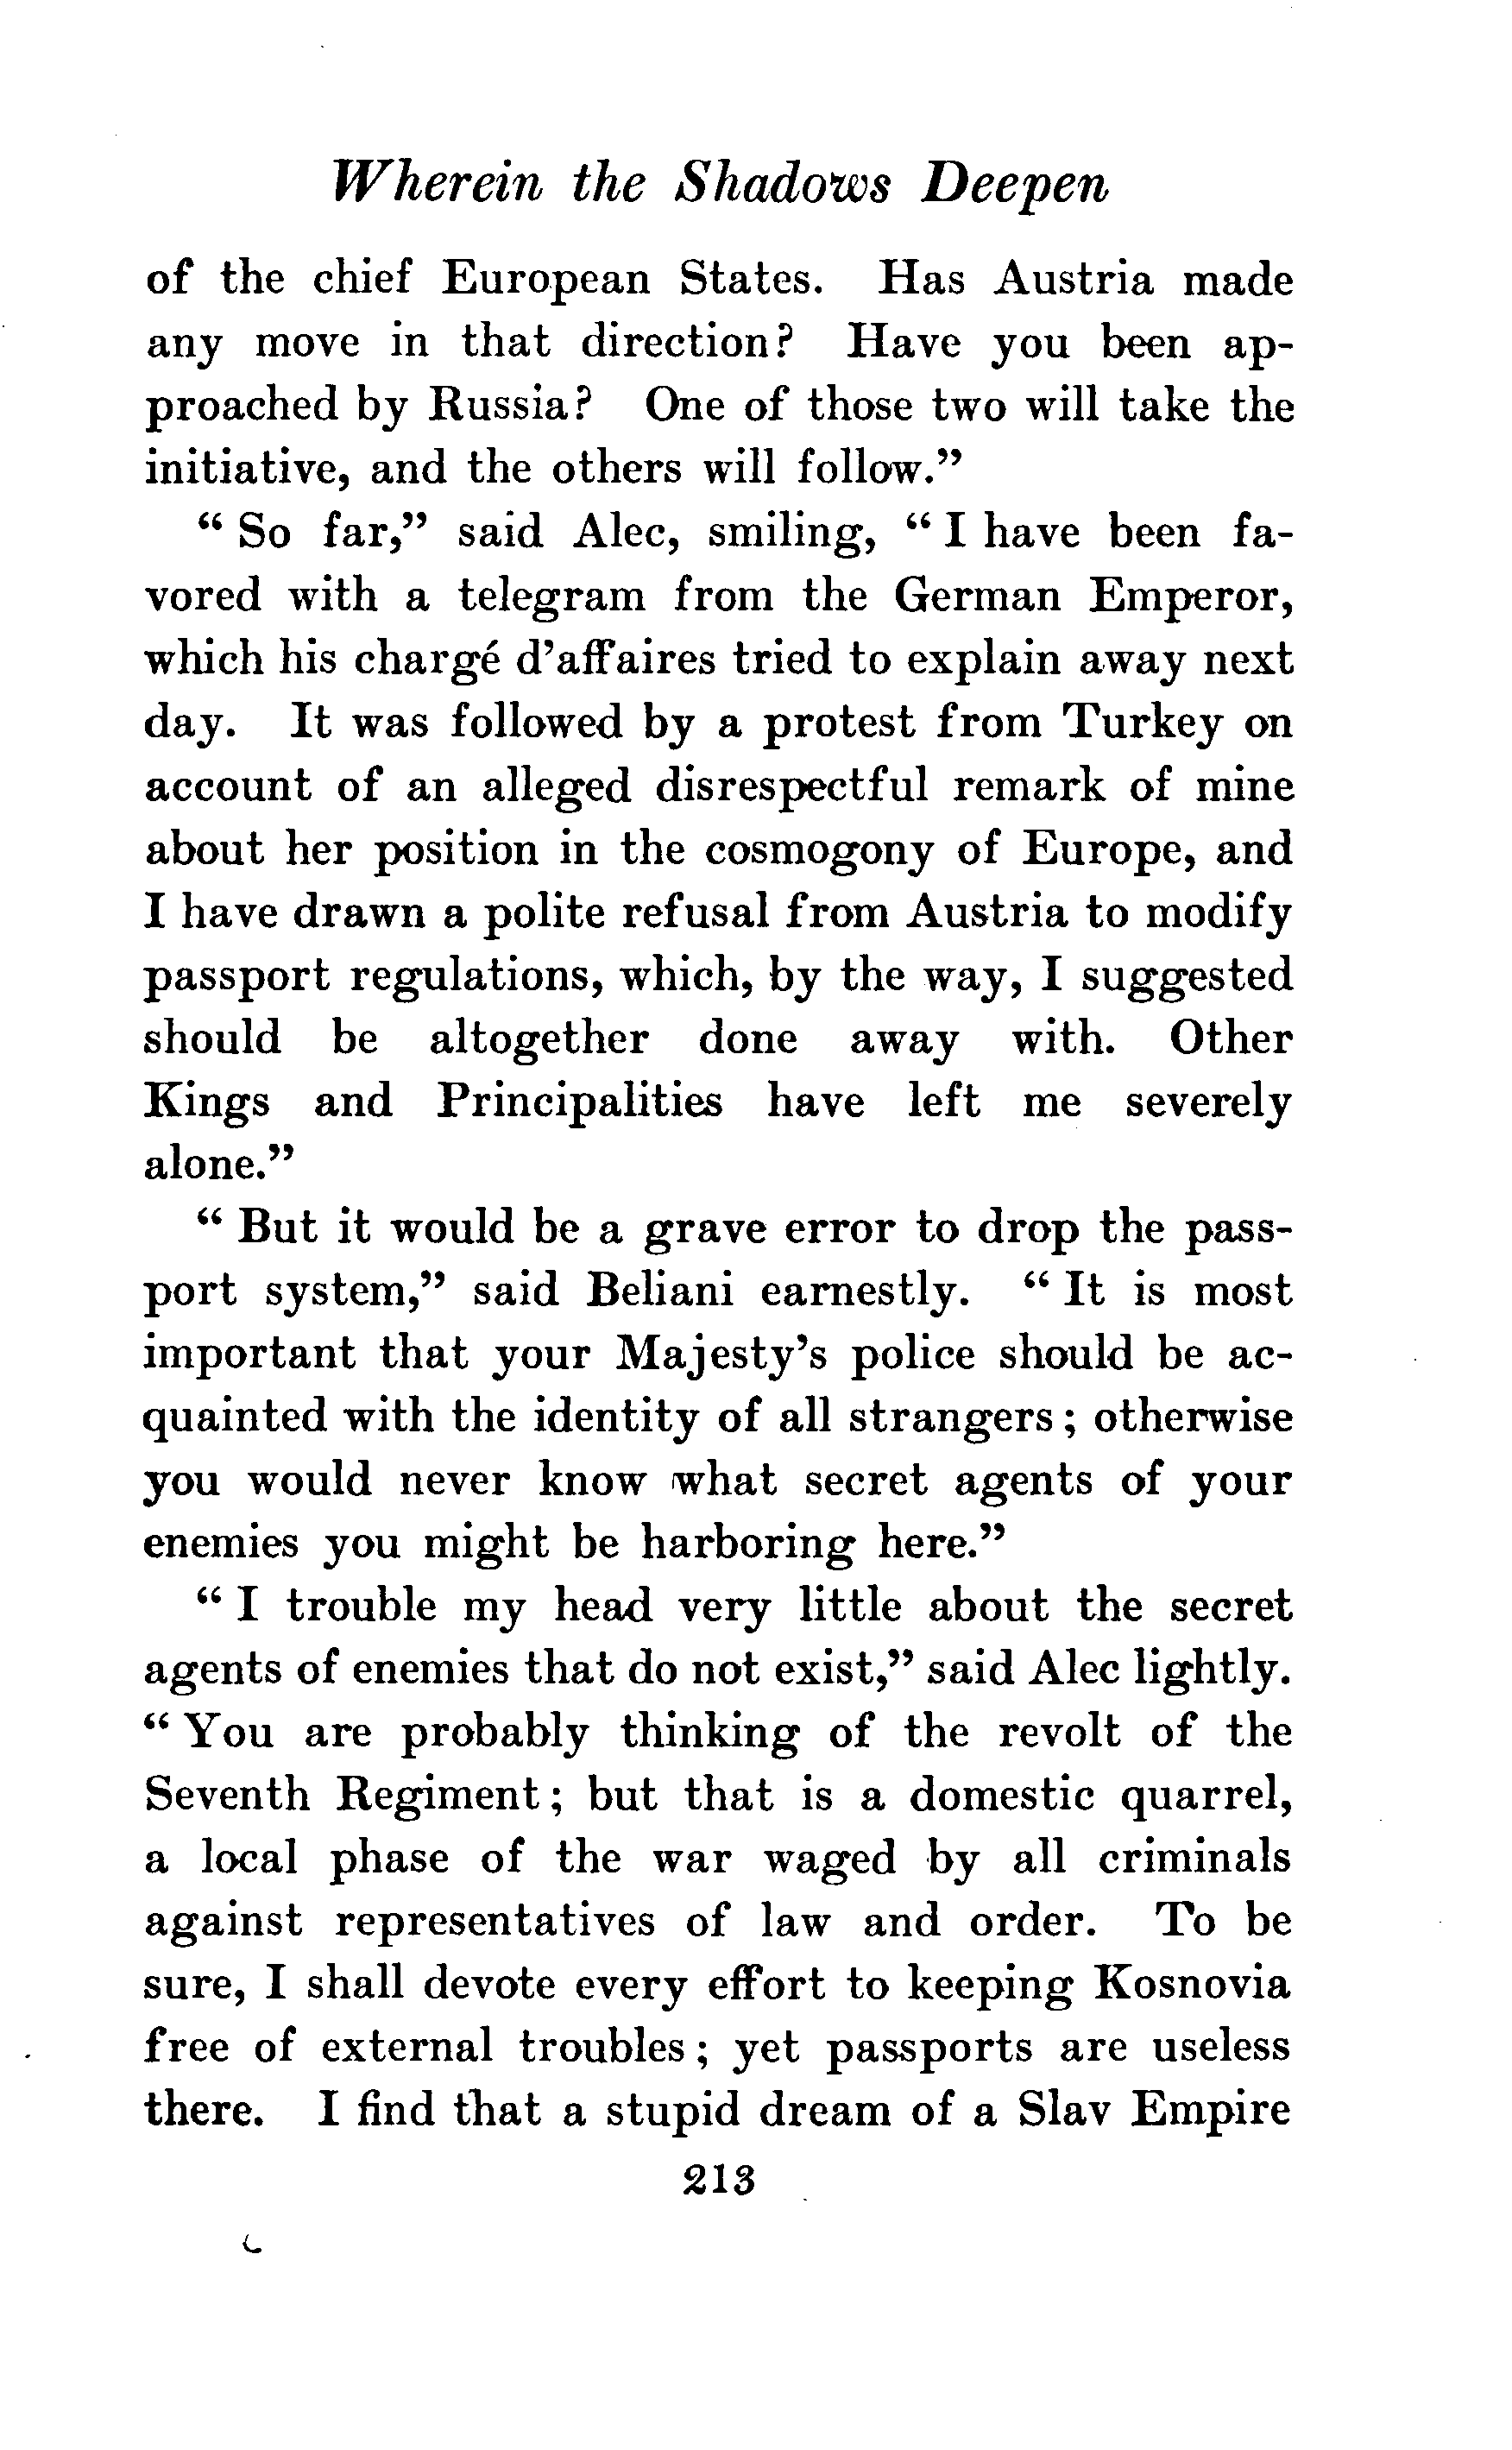 Wherein the Shadows Deepen
of the chief European States. Has Austria made
any move in that direction? Have you been ap-
proached by Russia? One of those two will take the
initiative, and the others will follow."
" So far," said Alec, smiling, " I have been fa-
vored with a telegram from the German Emperor,
which his chargé d'affaires tried to explain away next
day. It was followed by a protest from Turkey on
account of an alleged disrespectful remark of mine
about her position in the cosmogony of Europe, and
I have drawn a polite refusal from Austria to modify
passport regulations, which, by the way, I suggested
should be altogether done away with. Other
Kings and Principalities have left me severely
alone."
" But it would be a grave error to drop the pass-
port system," said Beliani earnestly. " It is most
important that your Majesty's police should be ac-
quainted with the identity of all strangers; otherwise
you would never know what secret agents of your
enemies you might be harboring here."
" I trouble my head very little about the secret
agents of enemies that do not exist," said Alec lightly.
" You are probably thinking of the revolt of the
Seventh Regiment; but that is a domestic quarrel,
a local phase of the war waged by all criminals
against representatives of law and order. To be
sure, I shall devote every effort to keeping Kosnovia
free of external troubles; yet passports are useless
there. I find that a stupid dream of a Slav Empire
213